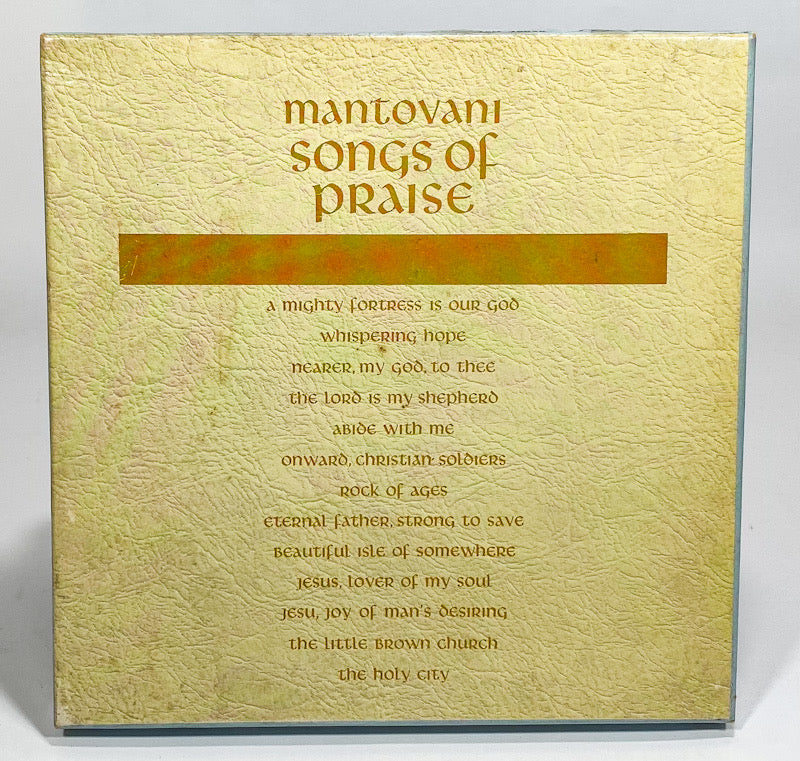 mantovani
songs of
praise
a mighty fortress is our god
whispering hope
nearer, my god, to thee
the lord is my shepherd
abide with me
onward, christian soldiers
rock of ages
eternal father, strong to save
beautiful isle of somewhere
jesus, lover of my soul
jesu, joy of man's desiring
the little brown church
the holy city